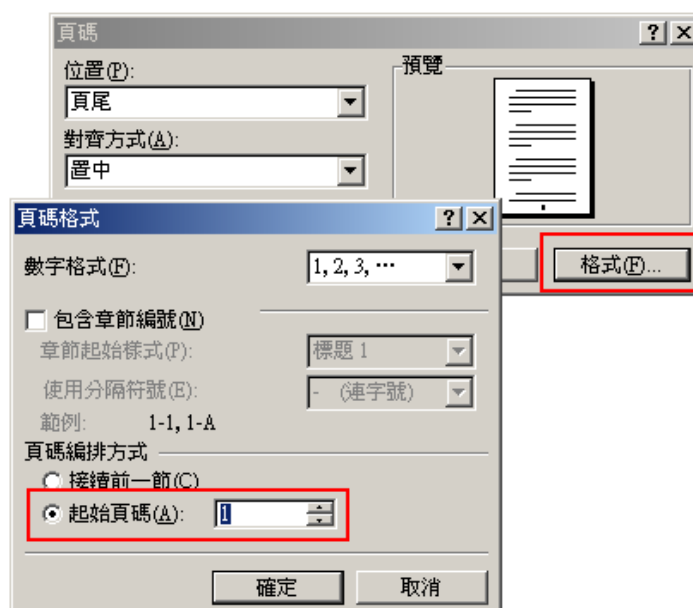 頁碼
位置(P):
預覽
頁尾
對齊方式(A):
置中
格式(F)...
頁碼格式
數字格式(F):
1, 2, 3, …
包含章節編號(N)
章節起始樣式(P):
標題 1
使用分隔符號(E):
- (連字號)
範例:
1-1, 1-A
頁碼編排方式
接續前一節(C)
起始頁碼(A):
1
確定
取消